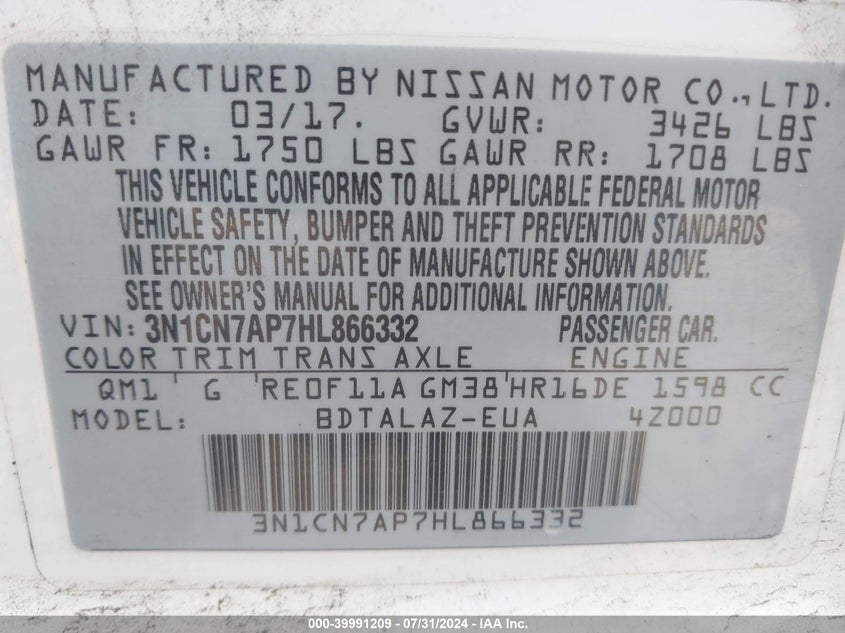 MANUFACTURED BY NISSAN MOTOR CO., LTD.
DATE: 03/17. GVWR: 3426 LBS
GAWR FR: 1750 LBS GAWR RR: 1708 LBS
THIS VEHICLE CONFORMS TO ALL APPLICABLE FEDERAL MOTOR
VEHICLE SAFETY, BUMPER AND THEFT PREVENTION STANDARDS
IN EFFECT ON THE DATE OF MANUFACTURE SHOWN ABOVE.
SEE OWNER'S MANUAL FOR ADDITIONAL INFORMATION
VIN: 3N1CN7AP7HL866332 PASSENGER CAR.
COLOR TRIM TRANS AXLE ENGINE
QM1 G RE0F11A GM38 HR16DE 1598 CC
MODEL: BDTALAZ-EUA 4Z000
3N1CN7AP7HL866332
000-39991209 - 07/31/2024 - IAA Inc.